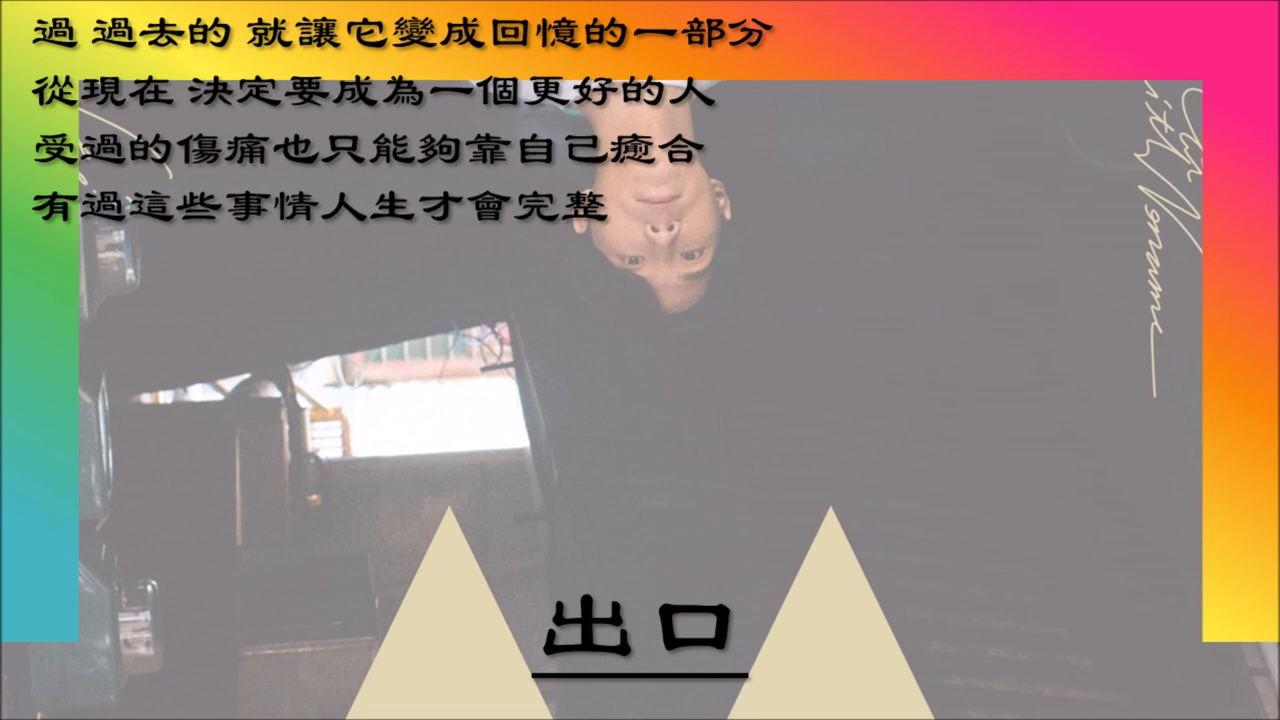 過 過去的 就讓它變成回憶的一部分
從現在 決定要成為一個更好的人
受過的傷痛也只能夠靠自己癒合
有過這些事情人生才會完整
出口